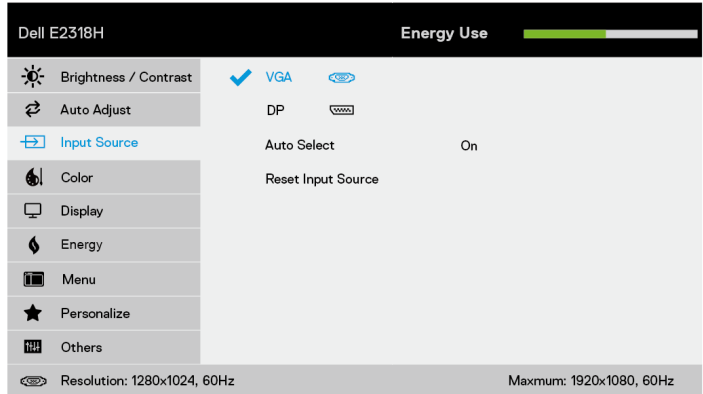 Dell E2318H Energy Use
Brightness / Contrast VGA
Auto Adjust DP
Input Source Auto Select On
Color Reset Input Source
Display
Energy
Menu
Personalize
Others
Resolution: 1280x1024, 60Hz Maxmum: 1920x1080, 60Hz